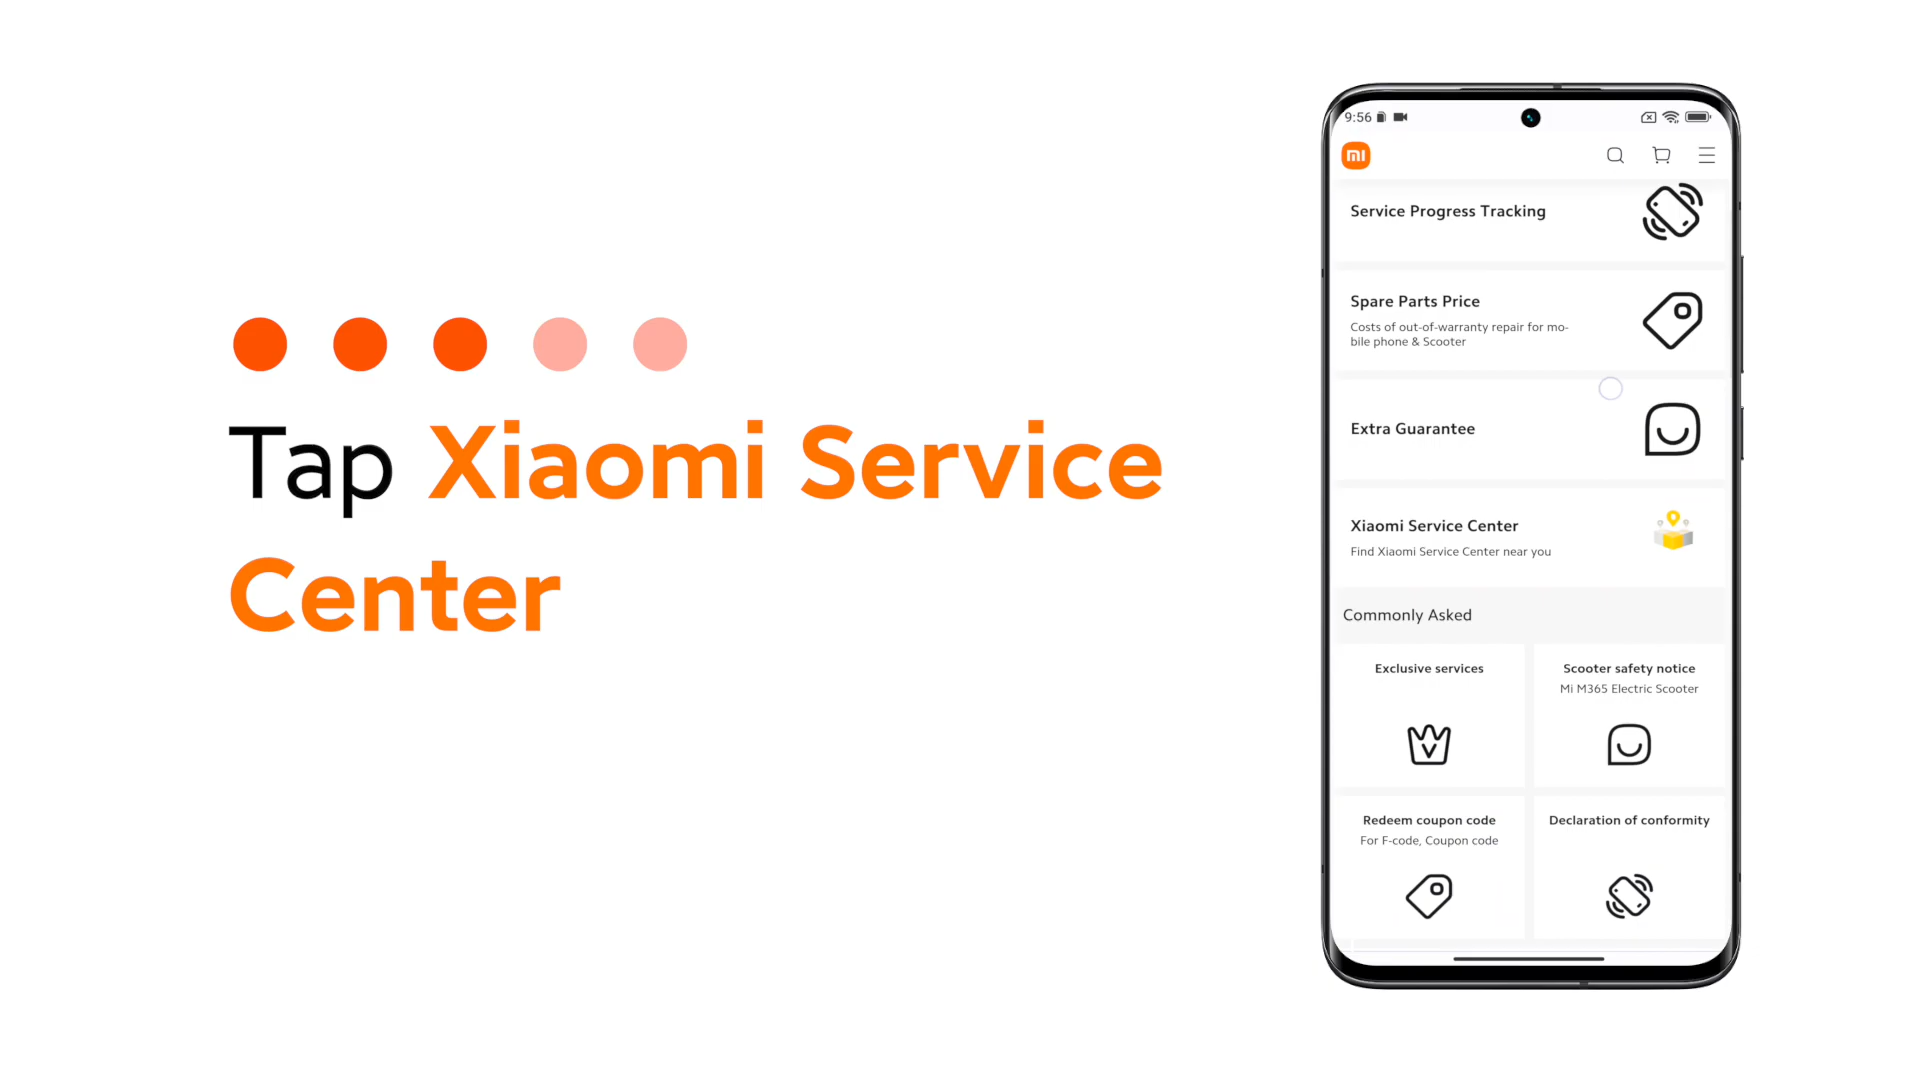 Tap Xiaomi Service
Center
9:56
mi
Service Progress Tracking
Spare Parts Price
Costs of out-of-warranty repair for mo-
bile phone & Scooter
Extra Guarantee
Xiaomi Service Center
Find Xiaomi Service Center near you
Commonly Asked
Exclusive services
Scooter safety notice
Mi M365 Electric Scooter
Redeem coupon code
For F-code, Coupon code
Declaration of conformity